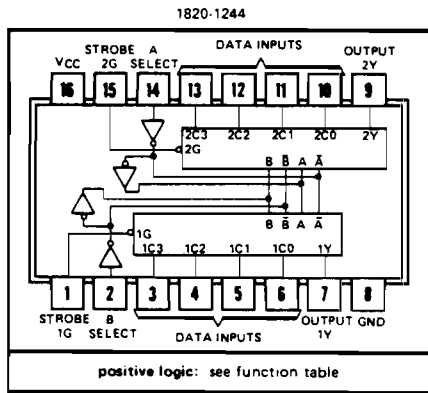 1820-1244
STROBE A DATA INPUTS OUTPUT
VCC 2G SELECT 2Y
16 15 14 13 12 11 10 9
2C3 2C2 2C1 2C0 2Y
2G
B B̅ A A̅
B B̅ A A̅
1G
1C3 1C2 1C1 1C0 1Y
1 2 3 4 5 6 7 8
STROBE B DATA INPUTS OUTPUT GND
1G SELECT 1Y
positive logic: see function table